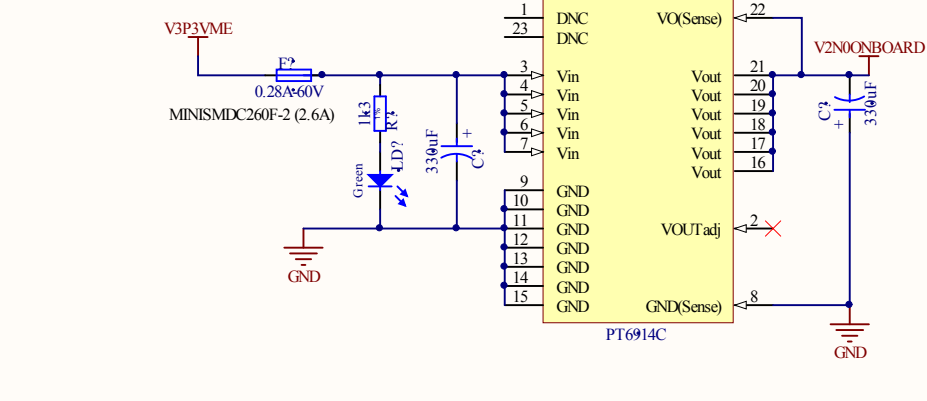 V3P3VME
F?
0.28A-60V
MINISMDC260F-2 (2.6A)
1k3
1%
R?
Green
LD?
330uF
+
C?
GND
1 DNC
23 DNC
3 Vin
4 Vin
5 Vin
6 Vin
7 Vin
9 GND
10 GND
11 GND
12 GND
13 GND
14 GND
15 GND
VO(Sense) 22
Vout 21
Vout 20
Vout 19
Vout 18
Vout 17
Vout 16
VOUTadj 2
GND(Sense) 8
PT6914C
V2N0ONBOARD
C?
+
330uF
GND